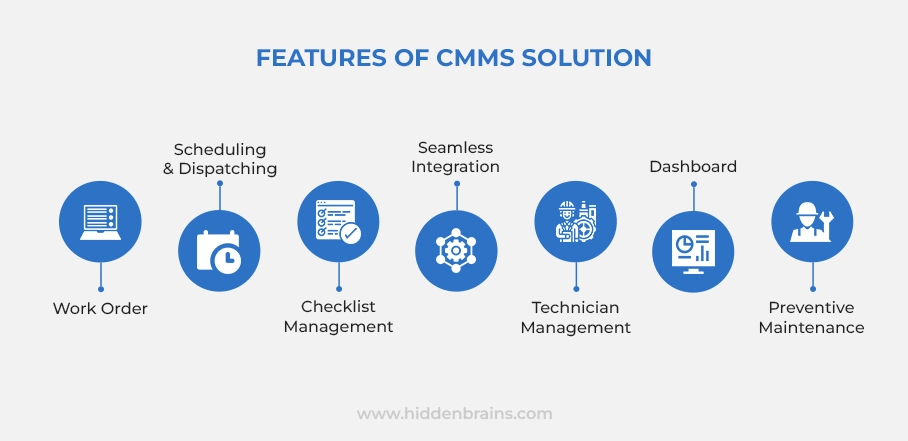 FEATURES OF CMMS SOLUTION
Work Order
Scheduling
& Dispatching
Checklist
Management
Seamless
Integration
Technician
Management
Dashboard
Preventive
Maintenance
www.hiddenbrains.com